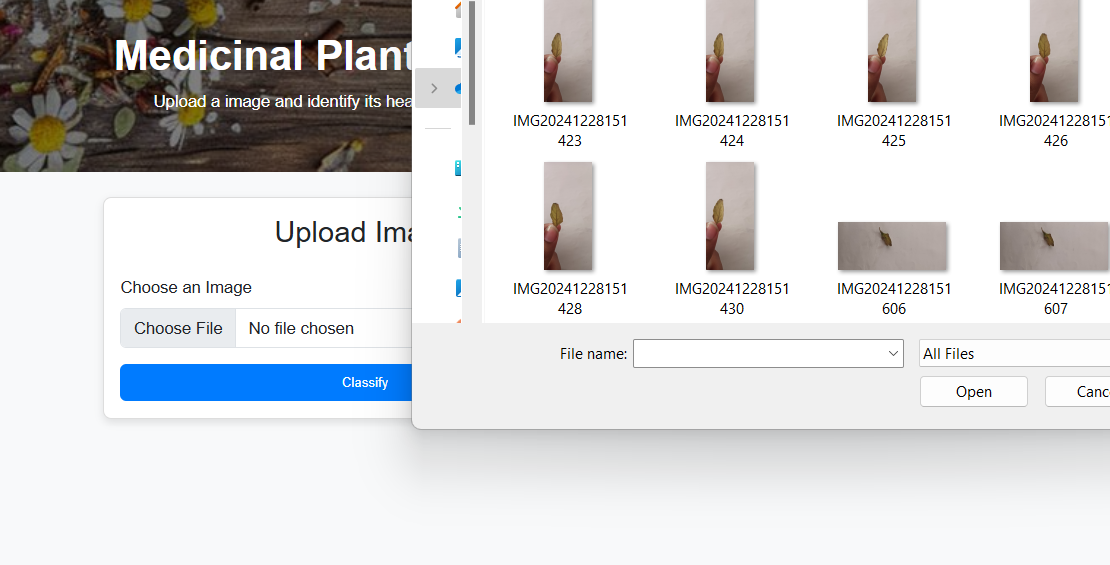 Medicinal Plant
Upload a image and identify its hea
Upload Ima
Choose an Image
Choose File
No file chosen
Classify
IMG20241228151
423
IMG20241228151
424
IMG20241228151
425
IMG20241228151
426
IMG20241228151
428
IMG20241228151
430
IMG20241228151
606
IMG20241228151
607
File name:
All Files
Open
Canc